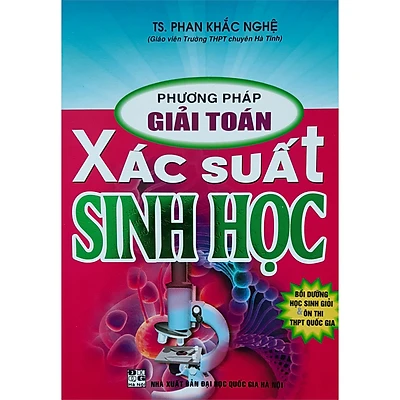 TS. PHAN KHẮC NGHỆ
(Giáo viên Trường THPT chuyên Hà Tĩnh)
PHƯƠNG PHÁP
GIẢI TOÁN
XÁC SUẤT
SINH HỌC
BỒI DƯỠNG
HỌC SINH GIỎI
& ÔN THI
THPT QUỐC GIA
HÀ NỘI
NHÀ XUẤT BẢN ĐẠI HỌC QUỐC GIA HÀ NỘI